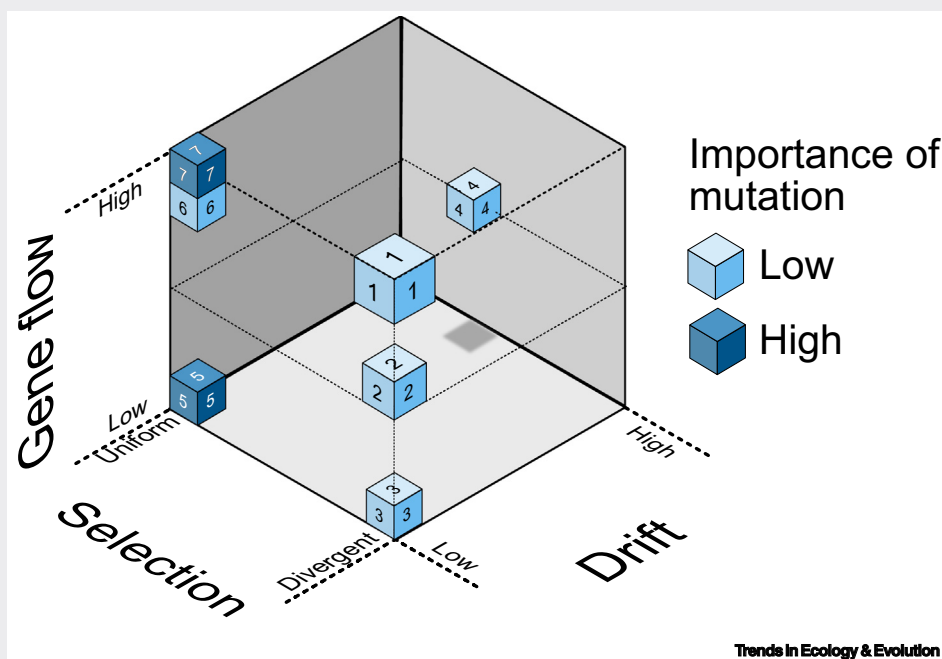 7
7 7
6 6
High
4
4 4
1
1 1
2
2 2
5
5 5
3
3 3
Gene flow
Low
Uniform
Selection
Divergent
Low
High
Drift
Importance of
mutation
Low
High
Trends in Ecology & Evolution